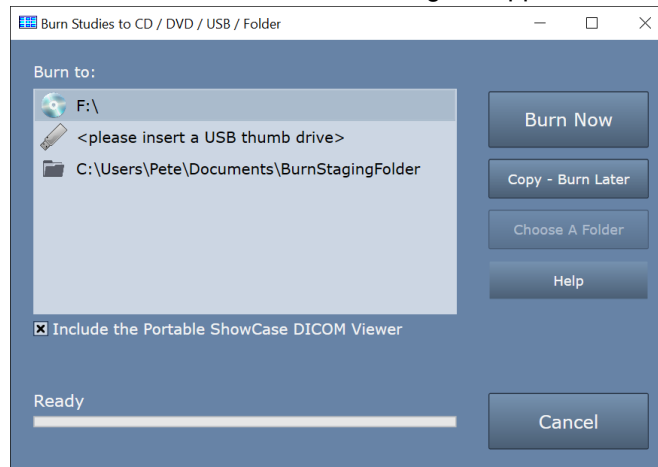 Burn Studies to CD / DVD / USB / Folder
Burn to:
F:\
<please insert a USB thumb drive>
C:\Users\Pete\Documents\BurnStagingFolder
Burn Now
Copy - Burn Later
Choose A Folder
Help
Include the Portable ShowCase DICOM Viewer
Ready
Cancel